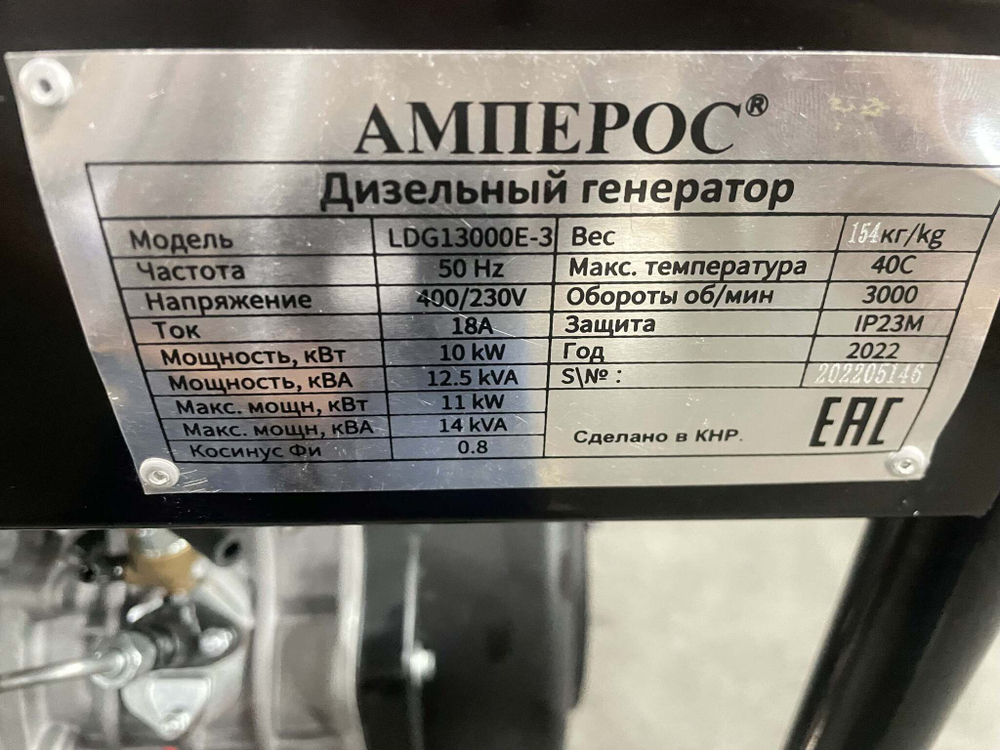 АМПЕРОС®
Дизельный генератор
Модель LDG13000E-3 Вес 154кг/kg
Частота 50 Hz Макс. температура 40C
Напряжение 400/230V Обороты об/мин 3000
Ток 18A Защита IP23M
Мощность, кВт 10 kW Год 2022
Мощность, кВА 12.5 kVA S\№ : 202205146
Макс. мощн, кВт 11 kW
Макс. мощн, кВА 14 kVA
Косинус Фи 0.8
Сделано в КНР.
EAC